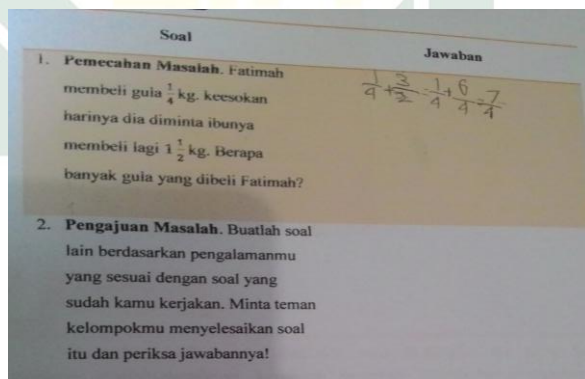 Soal
Jawaban
1. Pemecahan Masalah. Fatimah
membeli gula 1/4 kg. keesokan
harinya dia diminta ibunya
membeli lagi 1 1/2 kg. Berapa
banyak gula yang dibeli Fatimah?
1/4 + 3/2 = 1/4 + 6/4 = 7/4
2. Pengajuan Masalah. Buatlah soal
lain berdasarkan pengalamanmu
yang sesuai dengan soal yang
sudah kamu kerjakan. Minta teman
kelompokmu menyelesaikan soal
itu dan periksa jawabannya!